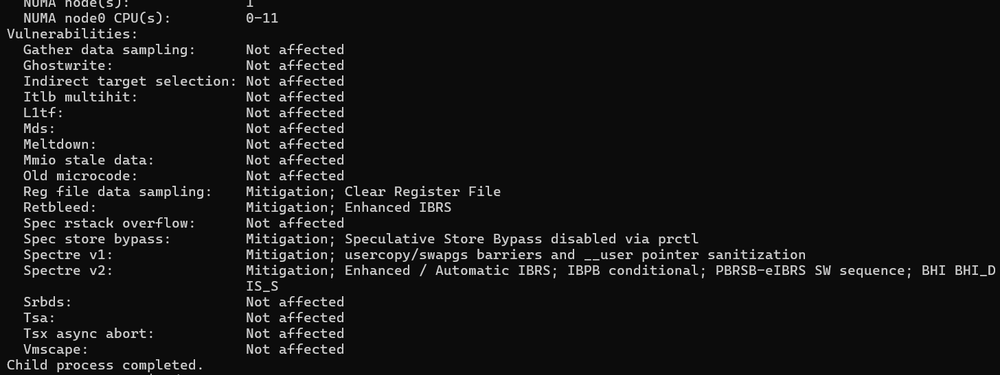 NUMA node(s): 1
NUMA node0 CPU(s): 0-11
Vulnerabilities:
Gather data sampling: Not affected
Ghostwrite: Not affected
Indirect target selection: Not affected
Itlb multihit: Not affected
L1tf: Not affected
Mds: Not affected
Meltdown: Not affected
Mmio stale data: Not affected
Old microcode: Not affected
Reg file data sampling: Mitigation; Clear Register File
Retbleed: Mitigation; Enhanced IBRS
Spec rstack overflow: Not affected
Spec store bypass: Mitigation; Speculative Store Bypass disabled via prctl
Spectre v1: Mitigation; usercopy/swapgs barriers and __user pointer sanitization
Spectre v2: Mitigation; Enhanced / Automatic IBRS; IBPB conditional; PBRSB-eIBRS SW sequence; BHI BHI_D
IS_S
Srbds: Not affected
Tsa: Not affected
Tsx async abort: Not affected
Vmscape: Not affected
Child process completed.